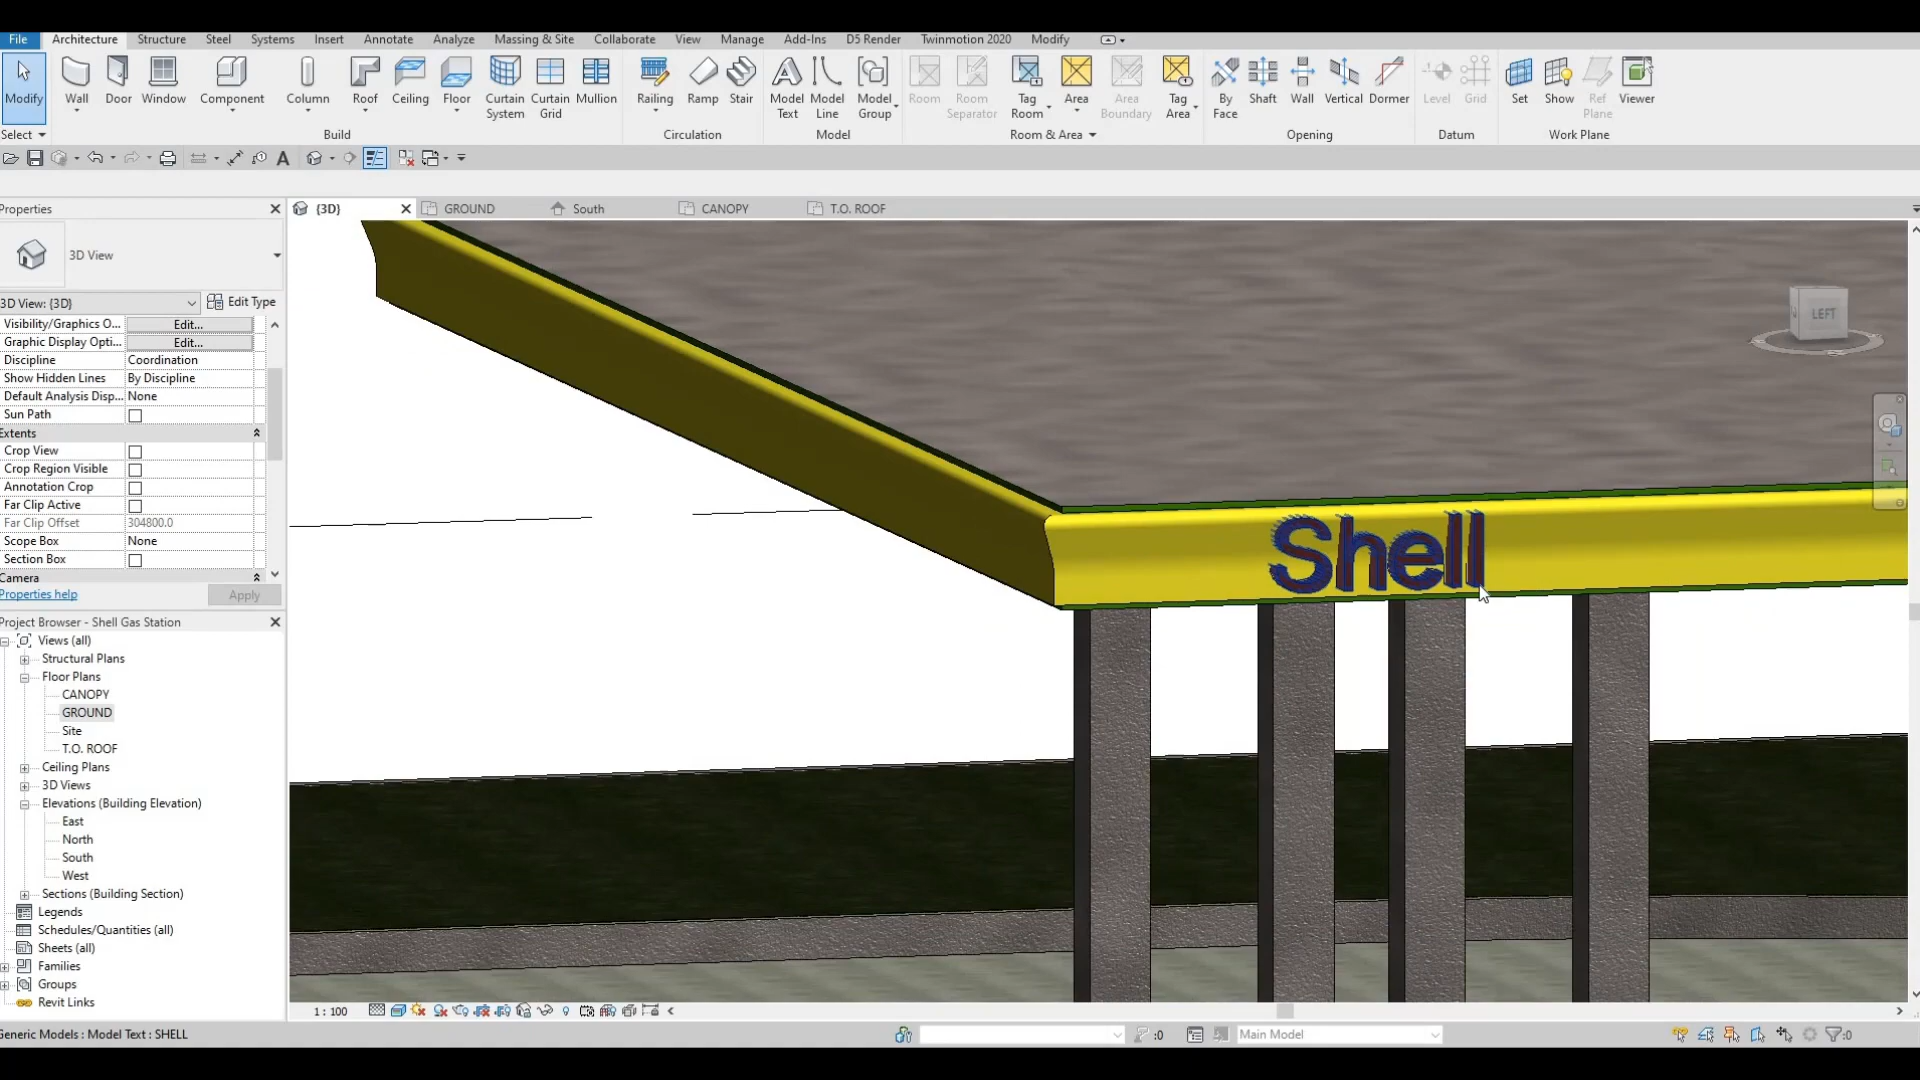 File Architecture Structure Steel Systems Insert Annotate Analyze Massing & Site Collaborate View Manage Add-Ins D5 Render Twinmotion 2020 Modify
Modify Wall Door Window Component Column Roof Ceiling Floor Curtain System Curtain Grid Mullion Railing Ramp Stair Model Text Model Line Model Group Room Room Separator Tag Room Area Area Boundary Tag Area By Face Shaft Wall Vertical Dormer Level Grid Set Show Ref Plane Viewer
Select Build Circulation Model Room & Area Opening Datum Work Plane
Properties
{3D} GROUND South CANOPY T.O. ROOF
3D View
3D View: {3D} Edit Type
Visibility/Graphics O... Edit...
Graphic Display Opti... Edit...
Discipline Coordination
Show Hidden Lines By Discipline
Default Analysis Disp... None
Sun Path
Extents
Crop View
Crop Region Visible
Annotation Crop
Far Clip Active
Far Clip Offset 304800.0
Scope Box None
Section Box
Camera
Properties help Apply
LEFT
Shell
Project Browser - Shell Gas Station
Views (all)
Structural Plans
Floor Plans
CANOPY
GROUND
Site
T.O. ROOF
Ceiling Plans
3D Views
Elevations (Building Elevation)
East
North
South
West
Sections (Building Section)
Legends
Schedules/Quantities (all)
Sheets (all)
Families
Groups
Revit Links
1 : 100
Generic Models : Model Text : SHELL :0 Main Model :0